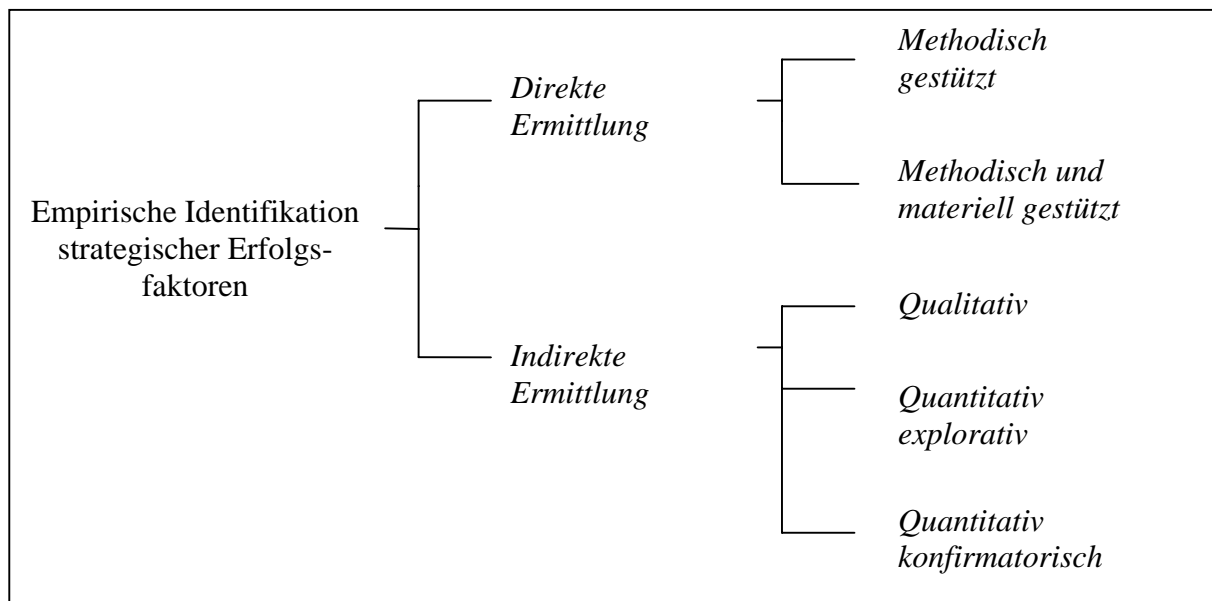 Empirische Identifikation
strategischer Erfolgs-
faktoren
Direkte
Ermittlung
Methodisch
gestützt
Methodisch und
materiell gestützt
Indirekte
Ermittlung
Qualitativ
Quantitativ
explorativ
Quantitativ
konfirmatorisch